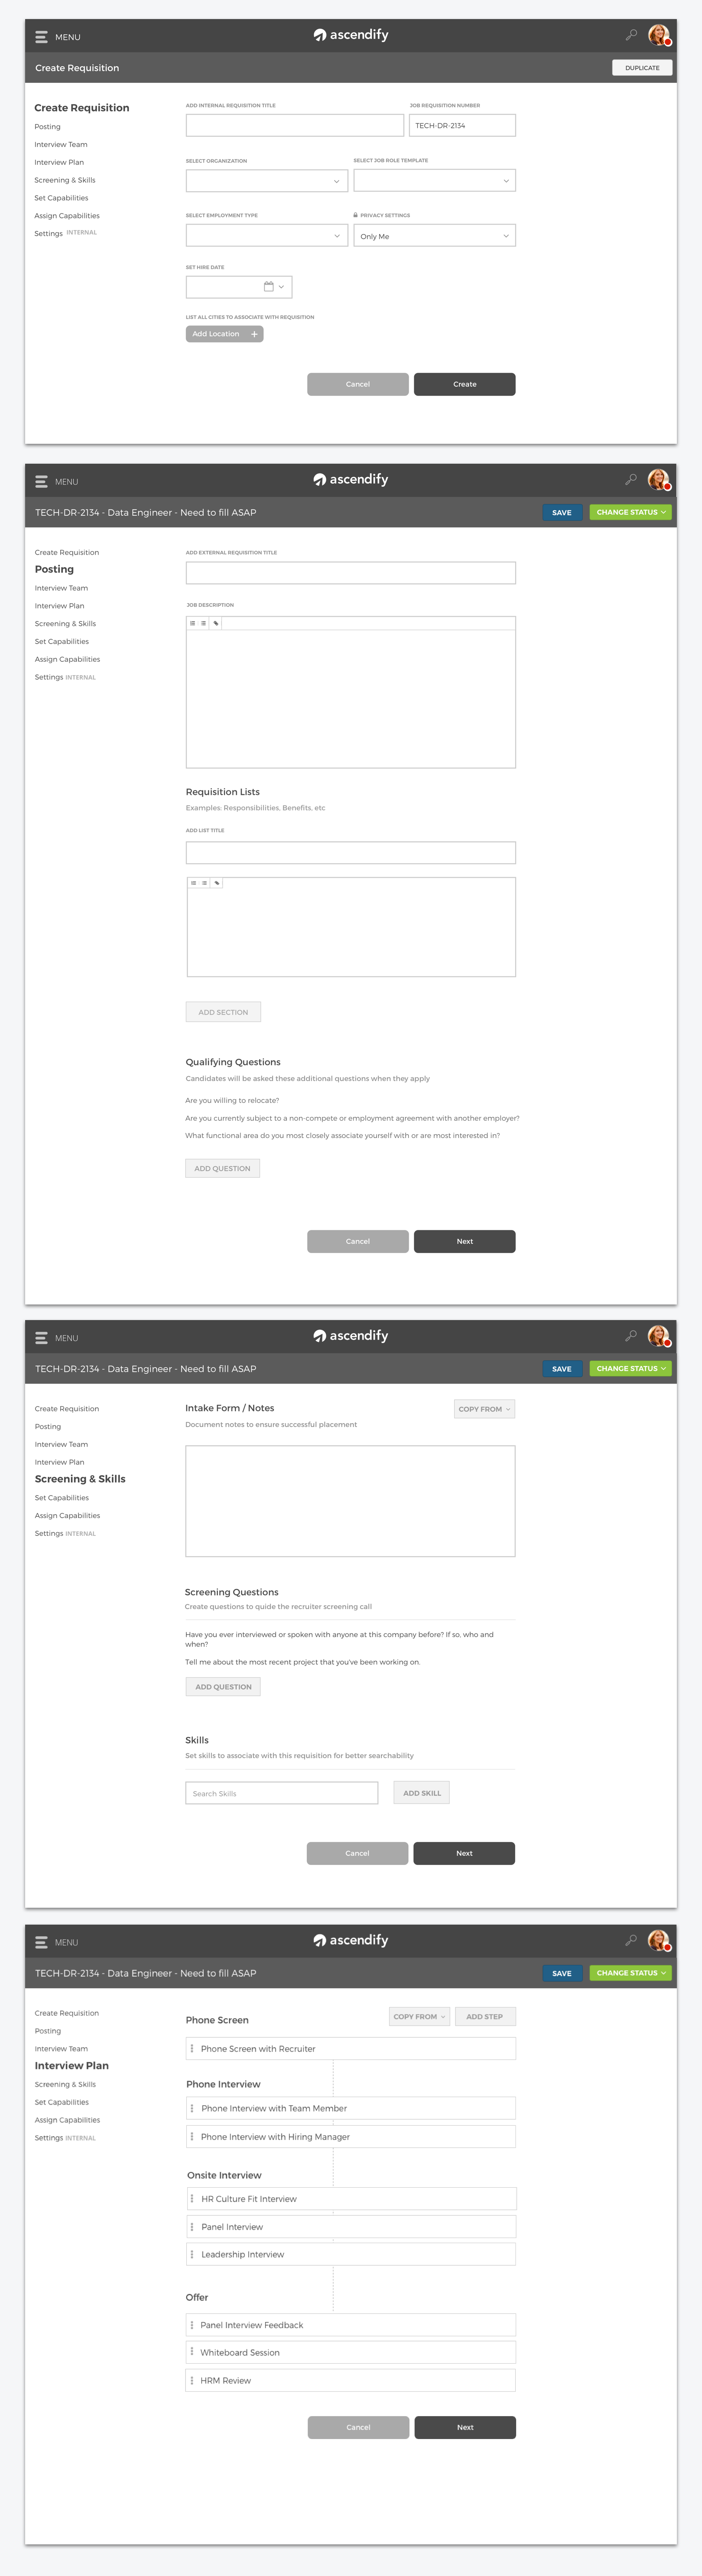 MENU
ascendify
Create Requisition
DUPLICATE
Create Requisition
Posting
Interview Team
Interview Plan
Screening & Skills
Set Capabilities
Assign Capabilities
Settings INTERNAL
ADD INTERNAL REQUISITION TITLE
JOB REQUISITION NUMBER
TECH-DR-2134
SELECT ORGANIZATION
SELECT JOB ROLE TEMPLATE
SELECT EMPLOYMENT TYPE
PRIVACY SETTINGS
Only Me
SET HIRE DATE
LIST ALL CITIES TO ASSOCIATE WITH REQUISITION
Add Location +
Cancel
Create
MENU
ascendify
TECH-DR-2134 - Data Engineer - Need to fill ASAP
SAVE
CHANGE STATUS
Create Requisition
Posting
Interview Team
Interview Plan
Screening & Skills
Set Capabilities
Assign Capabilities
Settings INTERNAL
ADD EXTERNAL REQUISITION TITLE
JOB DESCRIPTION
Requisition Lists
Examples: Responsibilities, Benefits, etc
ADD LIST TITLE
ADD SECTION
Qualifying Questions
Candidates will be asked these additional questions when they apply
Are you willing to relocate?
Are you currently subject to a non-compete or employment agreement with another employer?
What functional area do you most closely associate yourself with or are most interested in?
ADD QUESTION
Cancel
Next
MENU
ascendify
TECH-DR-2134 - Data Engineer - Need to fill ASAP
SAVE
CHANGE STATUS
Create Requisition
Posting
Interview Team
Interview Plan
Screening & Skills
Set Capabilities
Assign Capabilities
Settings INTERNAL
Intake Form / Notes
COPY FROM
Document notes to ensure successful placement
Screening Questions
Create questions to quide the recruiter screening call
Have you ever interviewed or spoken with anyone at this company before? If so, who and
when?
Tell me about the most recent project that you've been working on.
ADD QUESTION
Skills
Set skills to associate with this requisition for better searchability
Search Skills
ADD SKILL
Cancel
Next
MENU
ascendify
TECH-DR-2134 - Data Engineer - Need to fill ASAP
SAVE
CHANGE STATUS
Create Requisition
Posting
Interview Team
Interview Plan
Screening & Skills
Set Capabilities
Assign Capabilities
Settings INTERNAL
Phone Screen
COPY FROM
ADD STEP
Phone Screen with Recruiter
Phone Interview
Phone Interview with Team Member
Phone Interview with Hiring Manager
Onsite Interview
HR Culture Fit Interview
Panel Interview
Leadership Interview
Offer
Panel Interview Feedback
Whiteboard Session
HRM Review
Cancel
Next